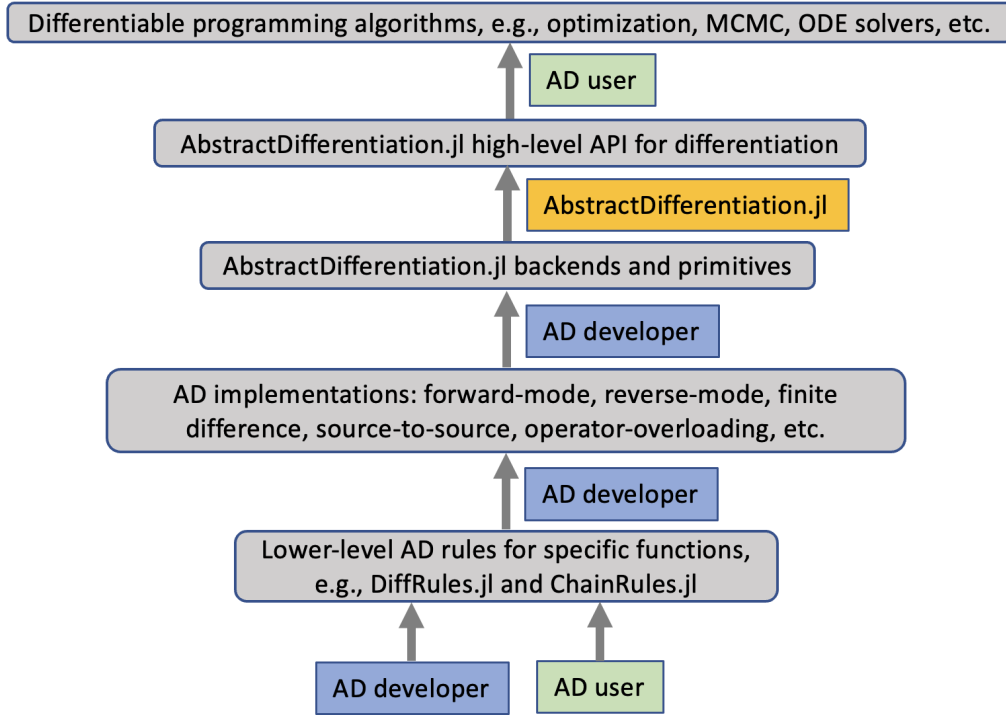 Differentiable programming algorithms, e.g., optimization, MCMC, ODE solvers, etc.
AD user
AbstractDifferentiation.jl high-level API for differentiation
AbstractDifferentiation.jl
AbstractDifferentiation.jl backends and primitives
AD developer
AD implementations: forward-mode, reverse-mode, finite
difference, source-to-source, operator-overloading, etc.
AD developer
Lower-level AD rules for specific functions,
e.g., DiffRules.jl and ChainRules.jl
AD developer
AD user